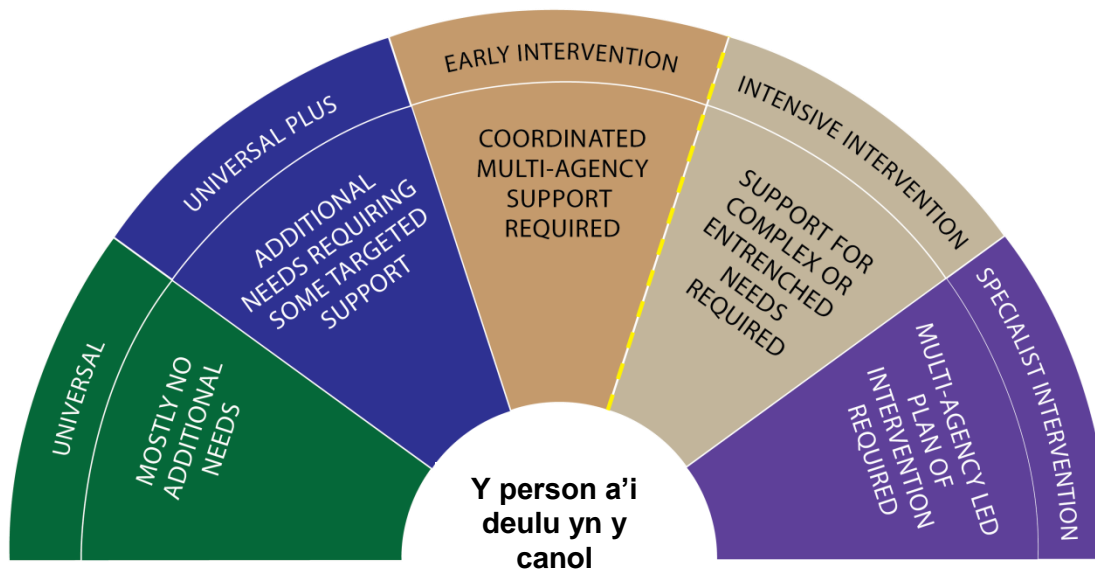 UNIVERSAL
MOSTLY NO
ADDITIONAL
NEEDS
UNIVERSAL PLUS
ADDITIONAL
NEEDS REQUIRING
SOME TARGETED
SUPPORT
EARLY INTERVENTION
COORDINATED
MULTI-AGENCY
SUPPORT
REQUIRED
INTENSIVE INTERVENTION
SUPPORT FOR
COMPLEX OR
ENTRENCHED
NEEDS
REQUIRED
SPECIALIST INTERVENTION
MULTI-AGENCY LED
PLAN OF
INTERVENTION
REQUIRED
Y person a’i
deulu yn y
canol